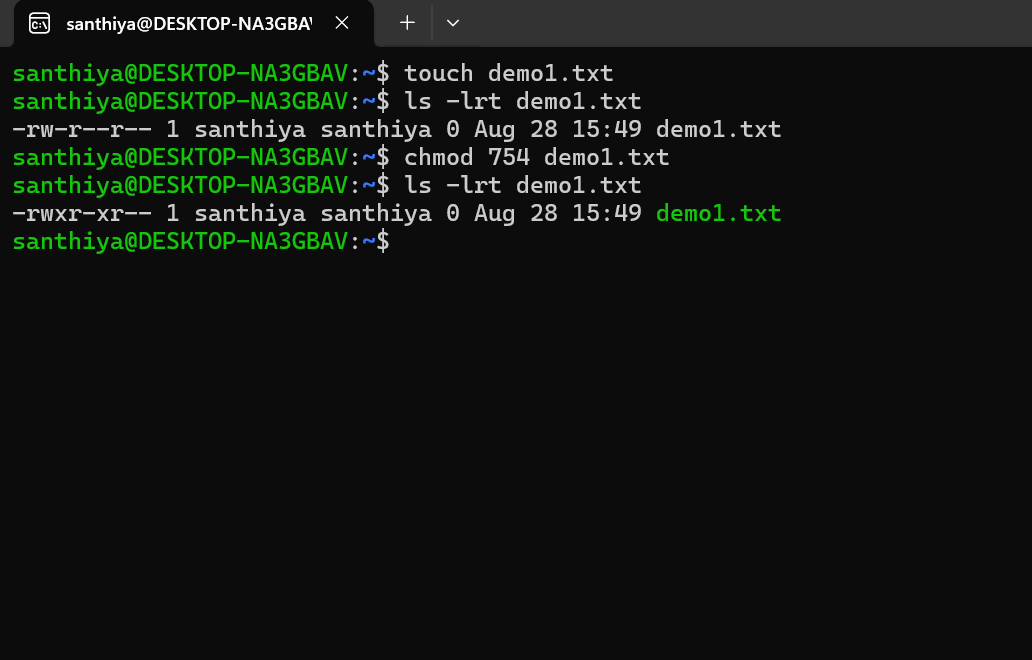 santhiya@DESKTOP-NA3GBAV
santhiya@DESKTOP-NA3GBAV:~$ touch demo1.txt
santhiya@DESKTOP-NA3GBAV:~$ ls -lrt demo1.txt
-rw-r--r-- 1 santhiya santhiya 0 Aug 28 15:49 demo1.txt
santhiya@DESKTOP-NA3GBAV:~$ chmod 754 demo1.txt
santhiya@DESKTOP-NA3GBAV:~$ ls -lrt demo1.txt
-rwxr-xr-- 1 santhiya santhiya 0 Aug 28 15:49 demo1.txt
santhiya@DESKTOP-NA3GBAV:~$